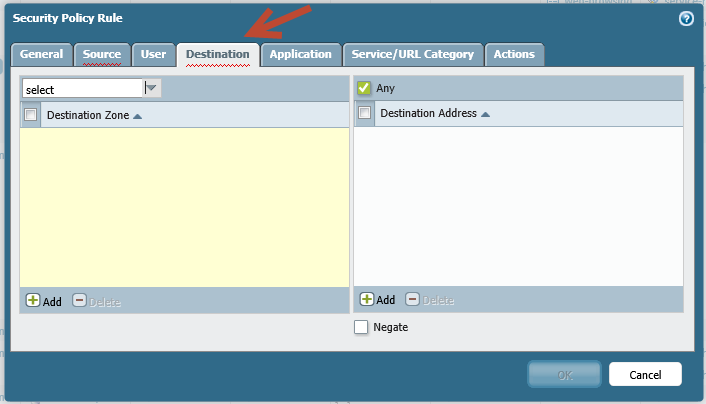 Security Policy Rule
General Source User Destination Application Service/URL Category Actions
select
Any
Destination Zone
Destination Address
Add Delete
Add Delete
Negate
OK Cancel